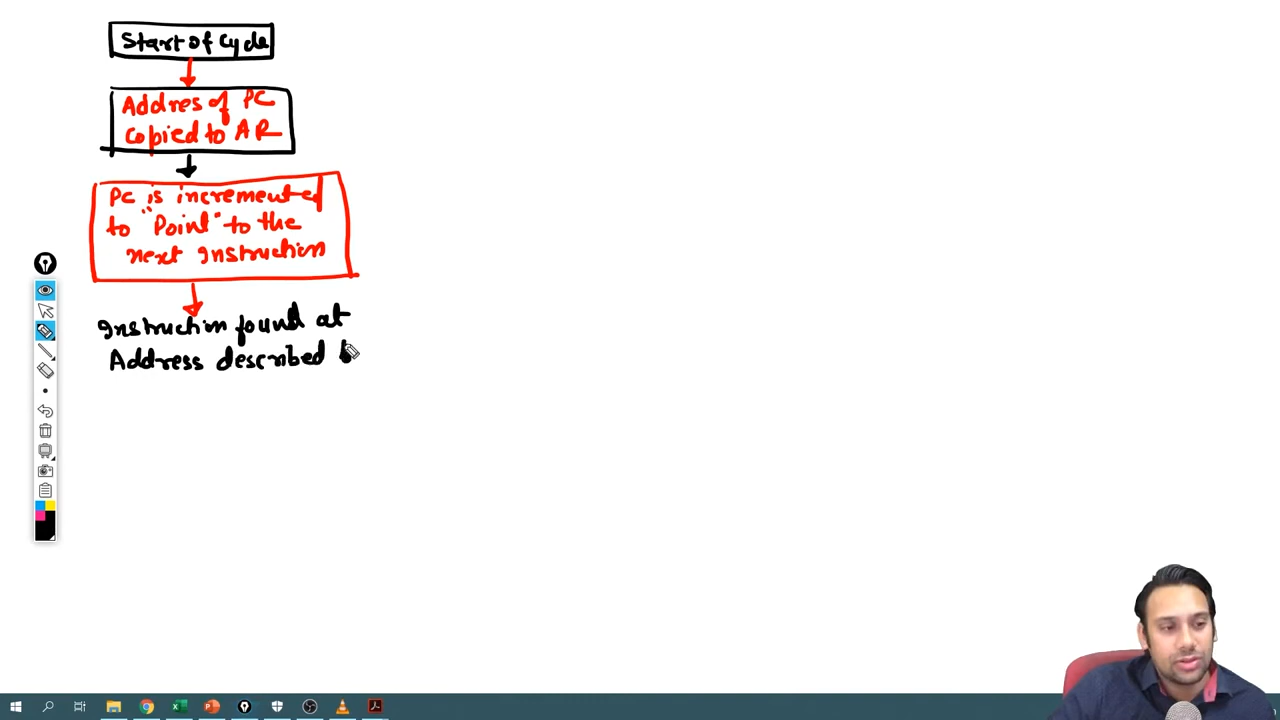 Start of Cycle
Addres of PC
Copied to AR
PC is incremented
to "Point" to the
next Instruction
Instruction found at
Address described b